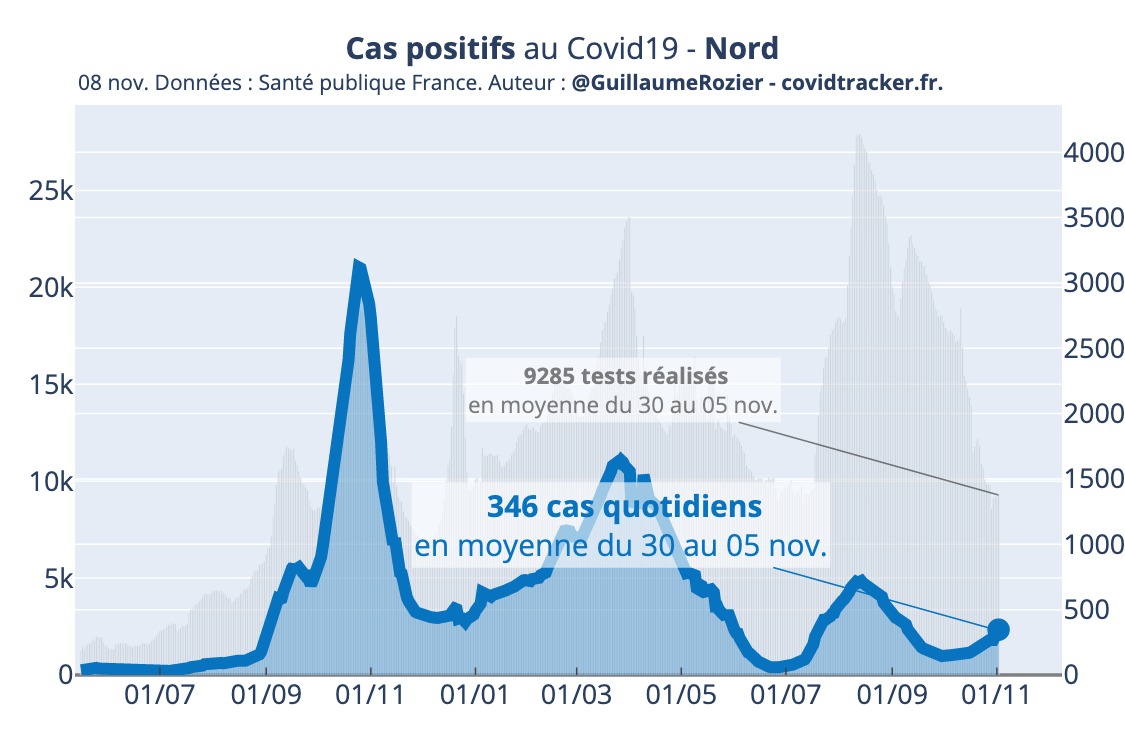 Cas positifs au Covid19 - Nord
08 nov. Données : Santé publique France. Auteur : @GuillaumeRozier - covidtracker.fr.
4000
25k
3500
20k
3000
2500
15k
9285 tests réalisés
en moyenne du 30 au 05 nov.
2000
10k
1500
346 cas quotidiens
en moyenne du 30 au 05 nov.
1000
5k
500
0
0
01/07 01/09 01/11 01/01 01/03 01/05 01/07 01/09 01/11